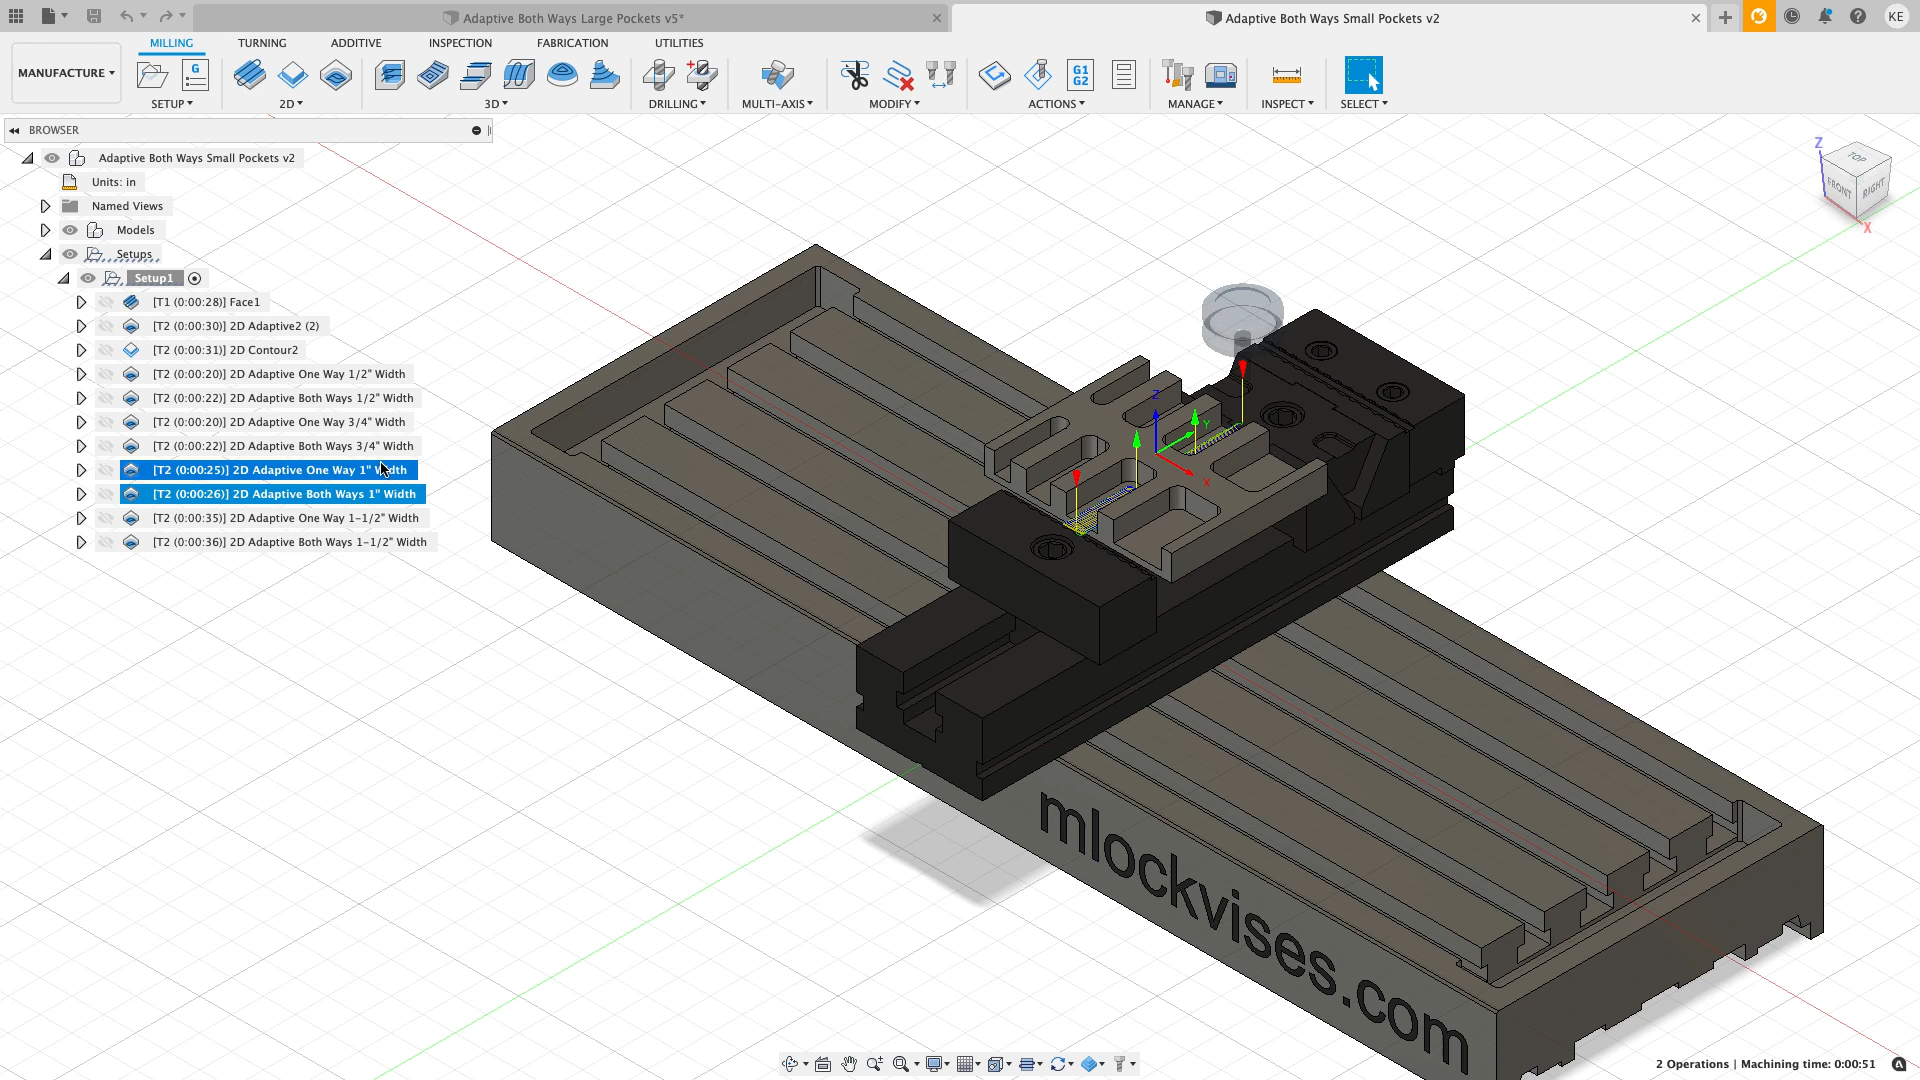 Adaptive Both Ways Large Pockets v5*
Adaptive Both Ways Small Pockets v2
KE
MANUFACTURE
MILLING
TURNING
ADDITIVE
INSPECTION
FABRICATION
UTILITIES
G
G1
G2
SETUP
2D
3D
DRILLING
MULTI-AXIS
MODIFY
ACTIONS
MANAGE
INSPECT
SELECT
BROWSER
Adaptive Both Ways Small Pockets v2
Units: in
Named Views
Models
Setups
Setup1
[T1 (0:00:28)] Face1
[T2 (0:00:30)] 2D Adaptive2 (2)
[T2 (0:00:31)] 2D Contour2
[T2 (0:00:20)] 2D Adaptive One Way 1/2" Width
[T2 (0:00:22)] 2D Adaptive Both Ways 1/2" Width
[T2 (0:00:20)] 2D Adaptive One Way 3/4" Width
[T2 (0:00:22)] 2D Adaptive Both Ways 3/4" Width
[T2 (0:00:25)] 2D Adaptive One Way 1" Width
[T2 (0:00:26)] 2D Adaptive Both Ways 1" Width
[T2 (0:00:35)] 2D Adaptive One Way 1-1/2" Width
[T2 (0:00:36)] 2D Adaptive Both Ways 1-1/2" Width
Z
TOP
FRONT
RIGHT
X
Z
Y
X
mlockvises.com
2 Operations | Machining time: 0:00:51